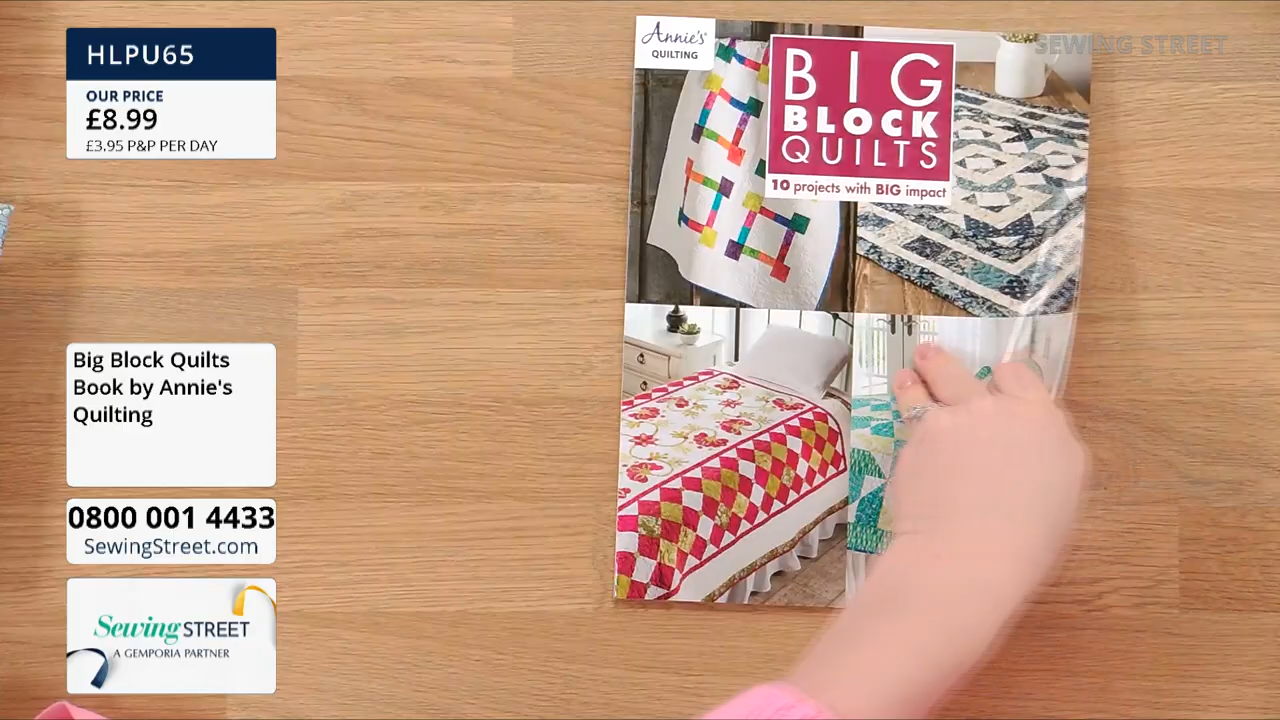 HLPU65
OUR PRICE
£8.99
£3.95 P&P PER DAY
Big Block Quilts
Book by Annie's
Quilting
0800 001 4433
SewingStreet.com
Sewing STREET
A GEMPORIA PARTNER
Annie's
QUILTING
BIG
BLOCK
QUILTS
10 projects with BIG impact
SEWING STREET